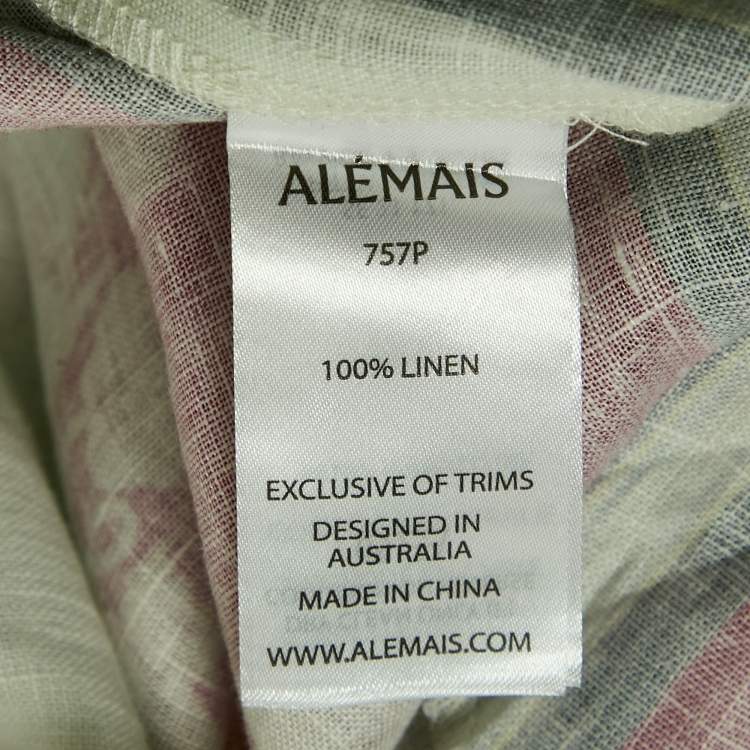 ALÉMAIS
757P
100% LINEN
EXCLUSIVE OF TRIMS
DESIGNED IN
AUSTRALIA
MADE IN CHINA
WWW.ALEMAIS.COM